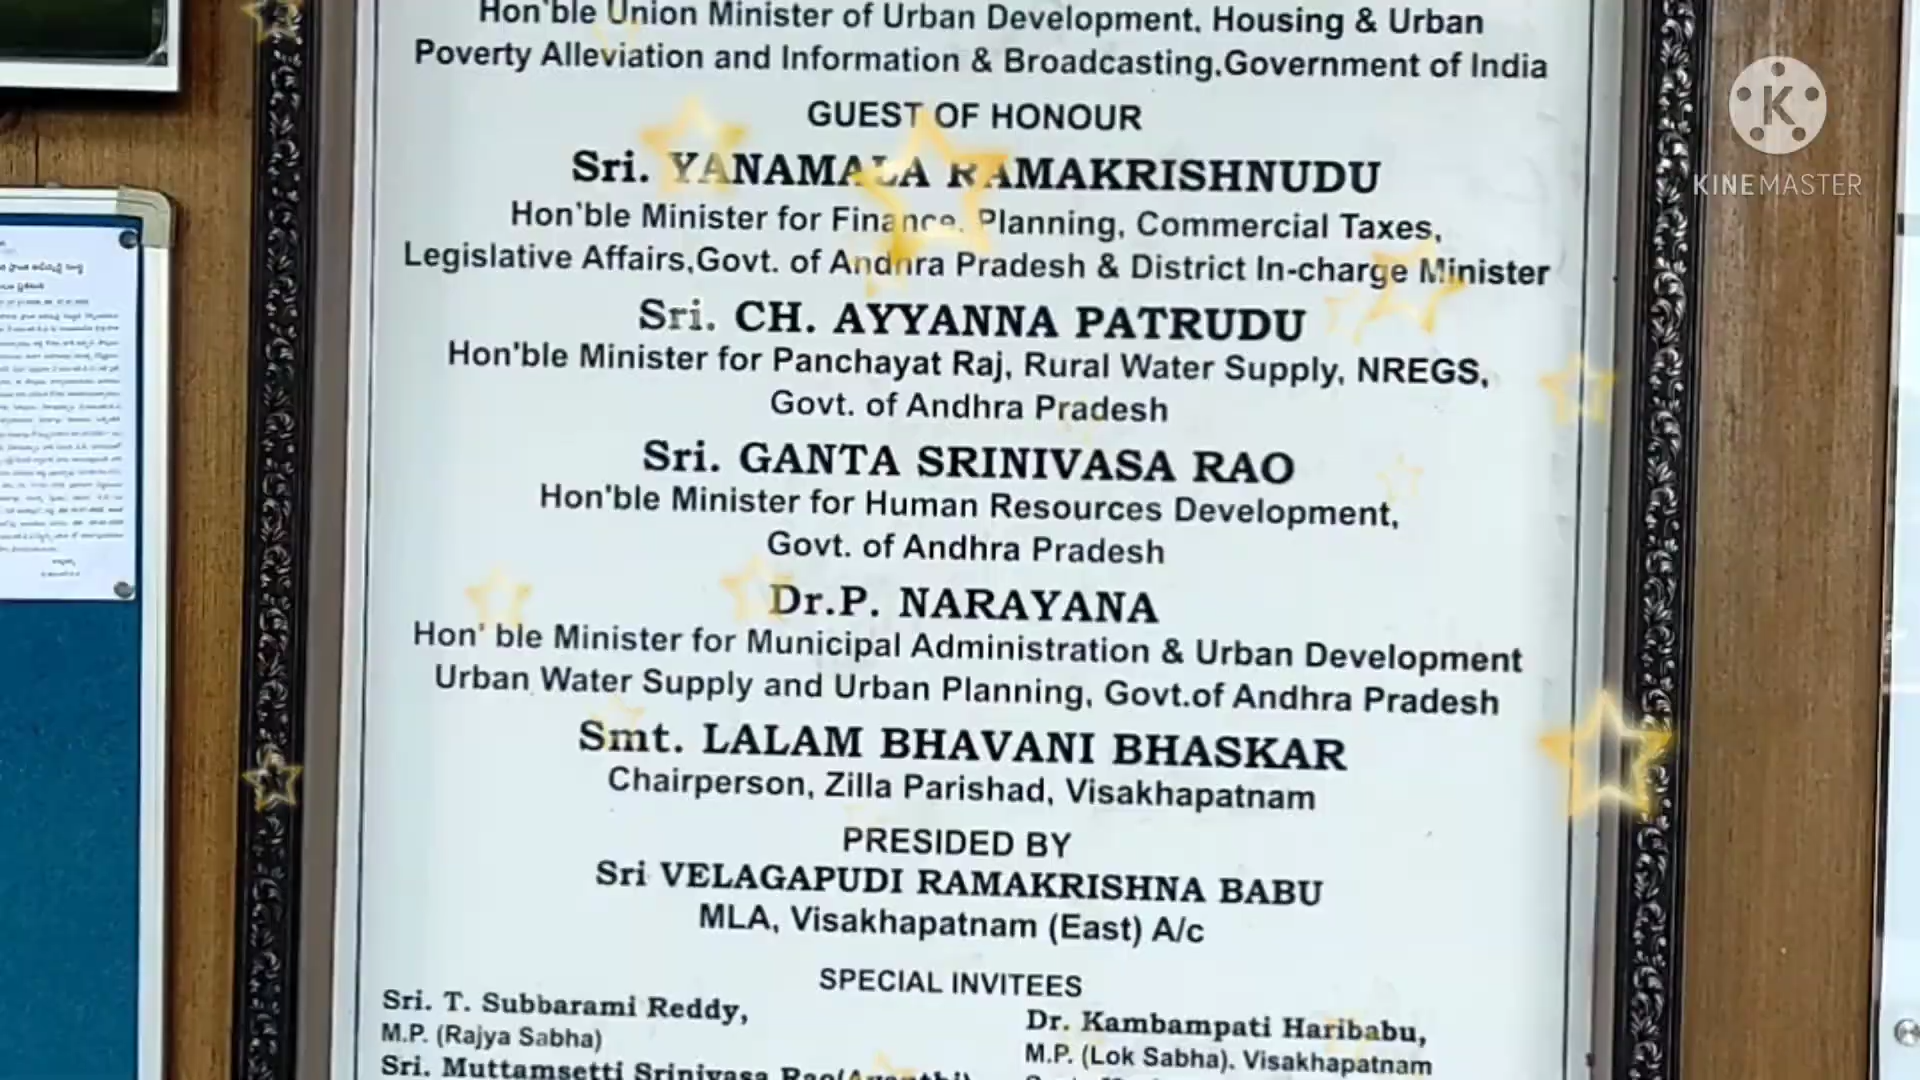 Hon'ble Union Minister of Urban Development, Housing & Urban
Poverty Alleviation and Information & Broadcasting,Government of India
GUEST OF HONOUR
Sri. YANAMALA RAMAKRISHNUDU
Hon'ble Minister for Finance, Planning, Commercial Taxes,
Legislative Affairs,Govt. of Andhra Pradesh & District In-charge Minister
Sri. CH. AYYANNA PATRUDU
Hon'ble Minister for Panchayat Raj, Rural Water Supply, NREGS,
Govt. of Andhra Pradesh
Sri. GANTA SRINIVASA RAO
Hon'ble Minister for Human Resources Development,
Govt. of Andhra Pradesh
Dr.P. NARAYANA
Hon' ble Minister for Municipal Administration & Urban Development
Urban Water Supply and Urban Planning, Govt.of Andhra Pradesh
Smt. LALAM BHAVANI BHASKAR
Chairperson, Zilla Parishad, Visakhapatnam
PRESIDED BY
Sri VELAGAPUDI RAMAKRISHNA BABU
MLA, Visakhapatnam (East) A/c
SPECIAL INVITEES
Sri. T. Subbarami Reddy,
M.P. (Rajya Sabha)
Sri. Muttamsetti Srinivasa Rao(Avanthi)
Dr. Kambampati Haribabu,
M.P. (Lok Sabha), Visakhapatnam
K
KINEMASTER